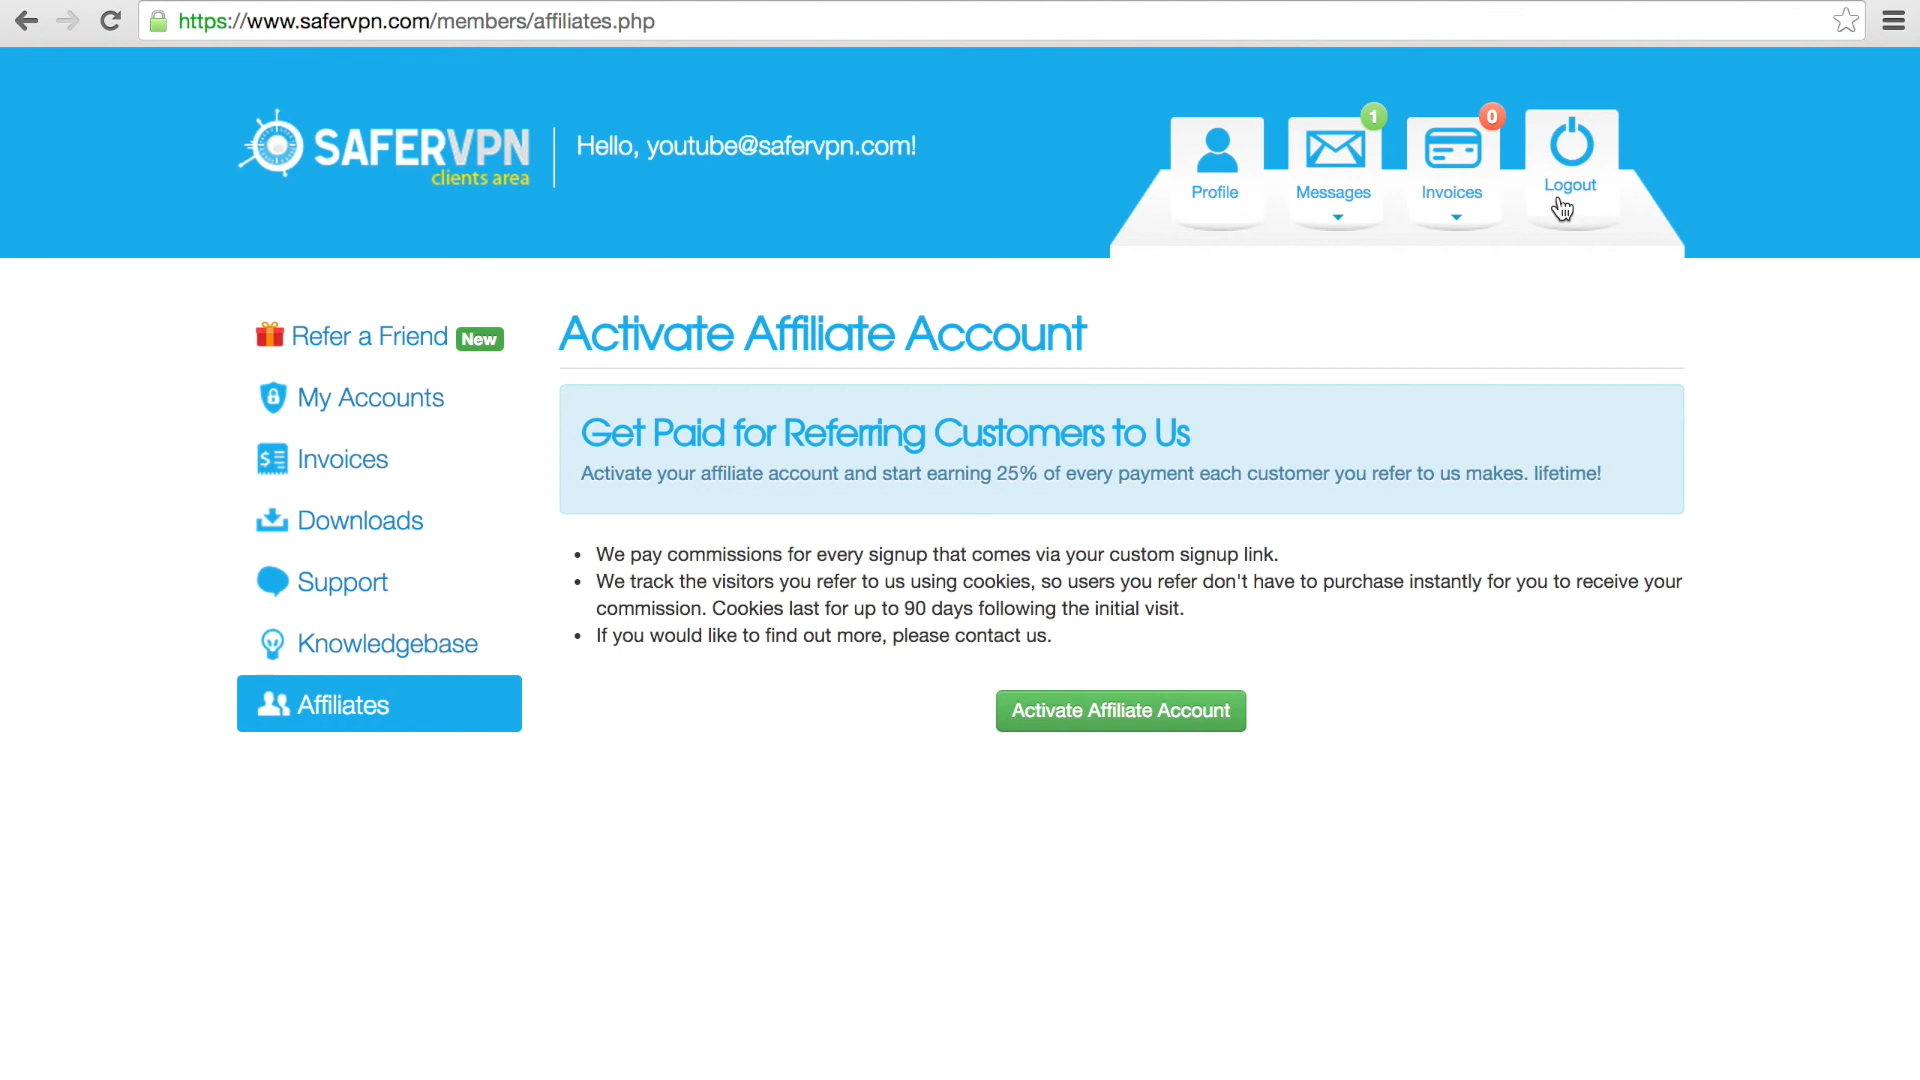 https://www.safervpn.com/members/affiliates.php
SAFERVPN
clients area
Hello, youtube@safervpn.com!
Profile
1
Messages
0
Invoices
Logout
Refer a Friend New
My Accounts
Invoices
Downloads
Support
Knowledgebase
Affiliates
Activate Affiliate Account
Get Paid for Referring Customers to Us
Activate your affiliate account and start earning 25% of every payment each customer you refer to us makes. lifetime!
• We pay commissions for every signup that comes via your custom signup link.
• We track the visitors you refer to us using cookies, so users you refer don't have to purchase instantly for you to receive your
commission. Cookies last for up to 90 days following the initial visit.
• If you would like to find out more, please contact us.
Activate Affiliate Account